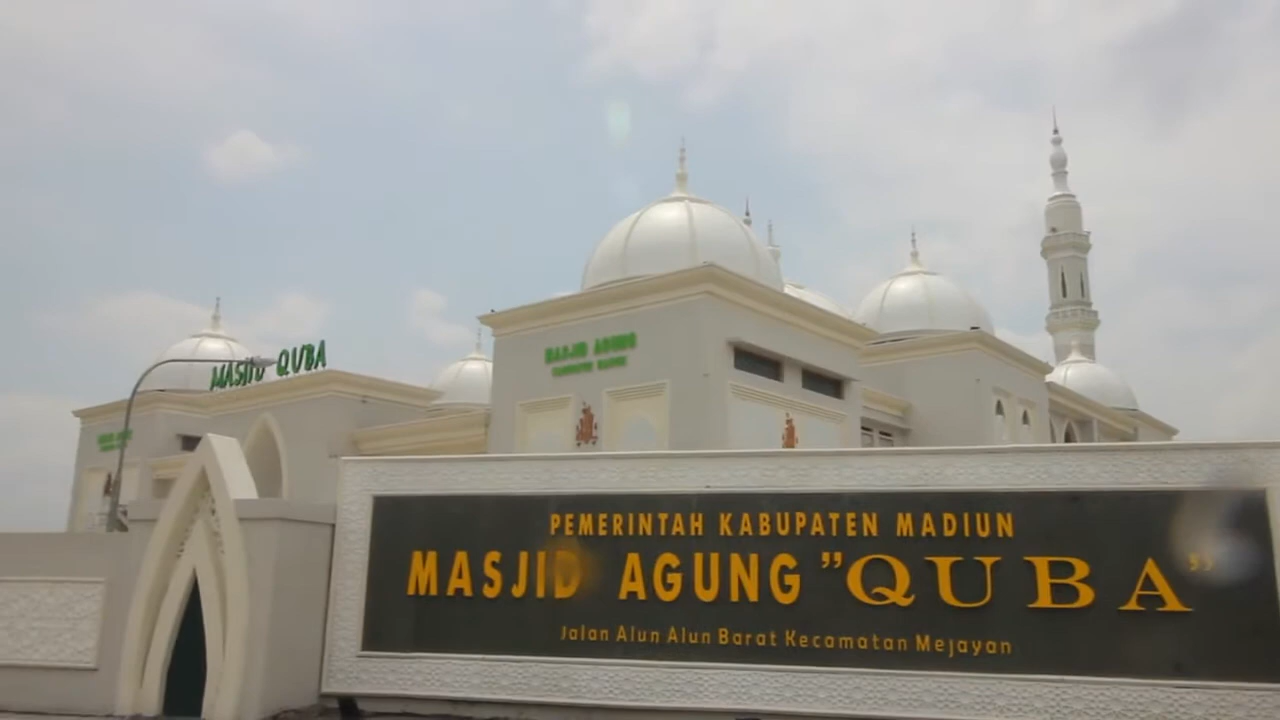 MASJID QUBA
MASJID AGUNG
PEMERINTAH KABUPATEN MADIUN
MASJID AGUNG "QUBA"
Jalan Alun Alun Barat Kecamatan Mejayan